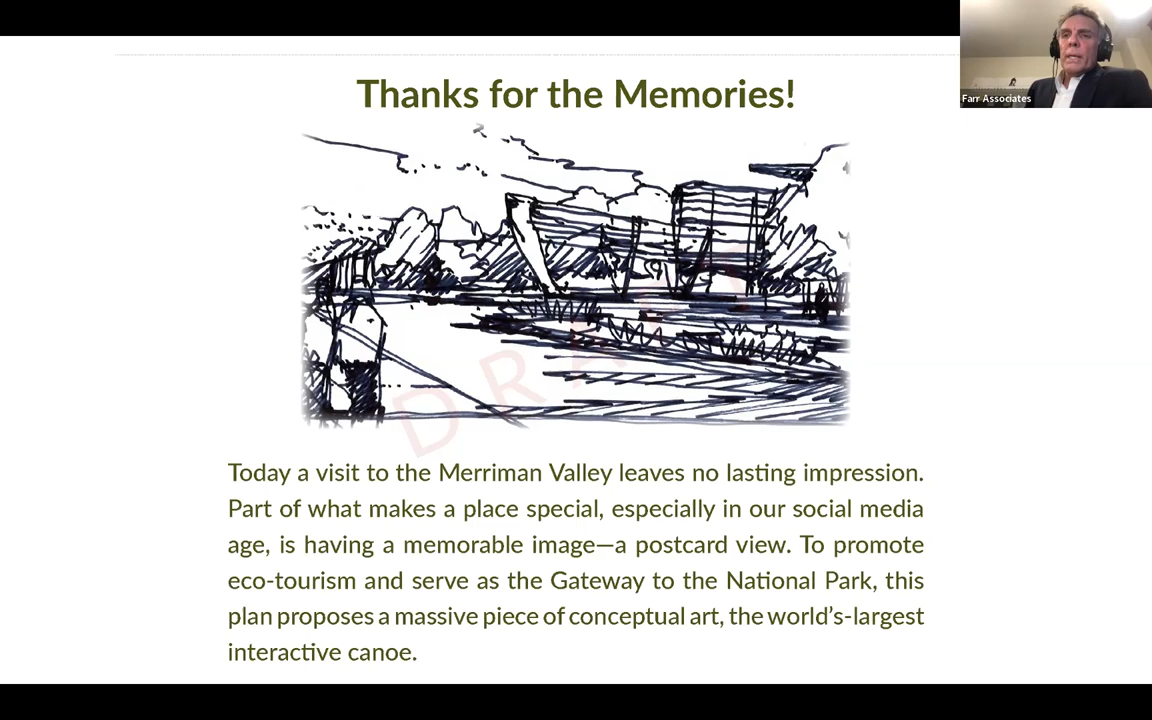 Thanks for the Memories!
Farr Associates
DRAFT
Today a visit to the Merriman Valley leaves no lasting impression.
Part of what makes a place special, especially in our social media
age, is having a memorable image—a postcard view. To promote
eco-tourism and serve as the Gateway to the National Park, this
plan proposes a massive piece of conceptual art, the world’s-largest
interactive canoe.